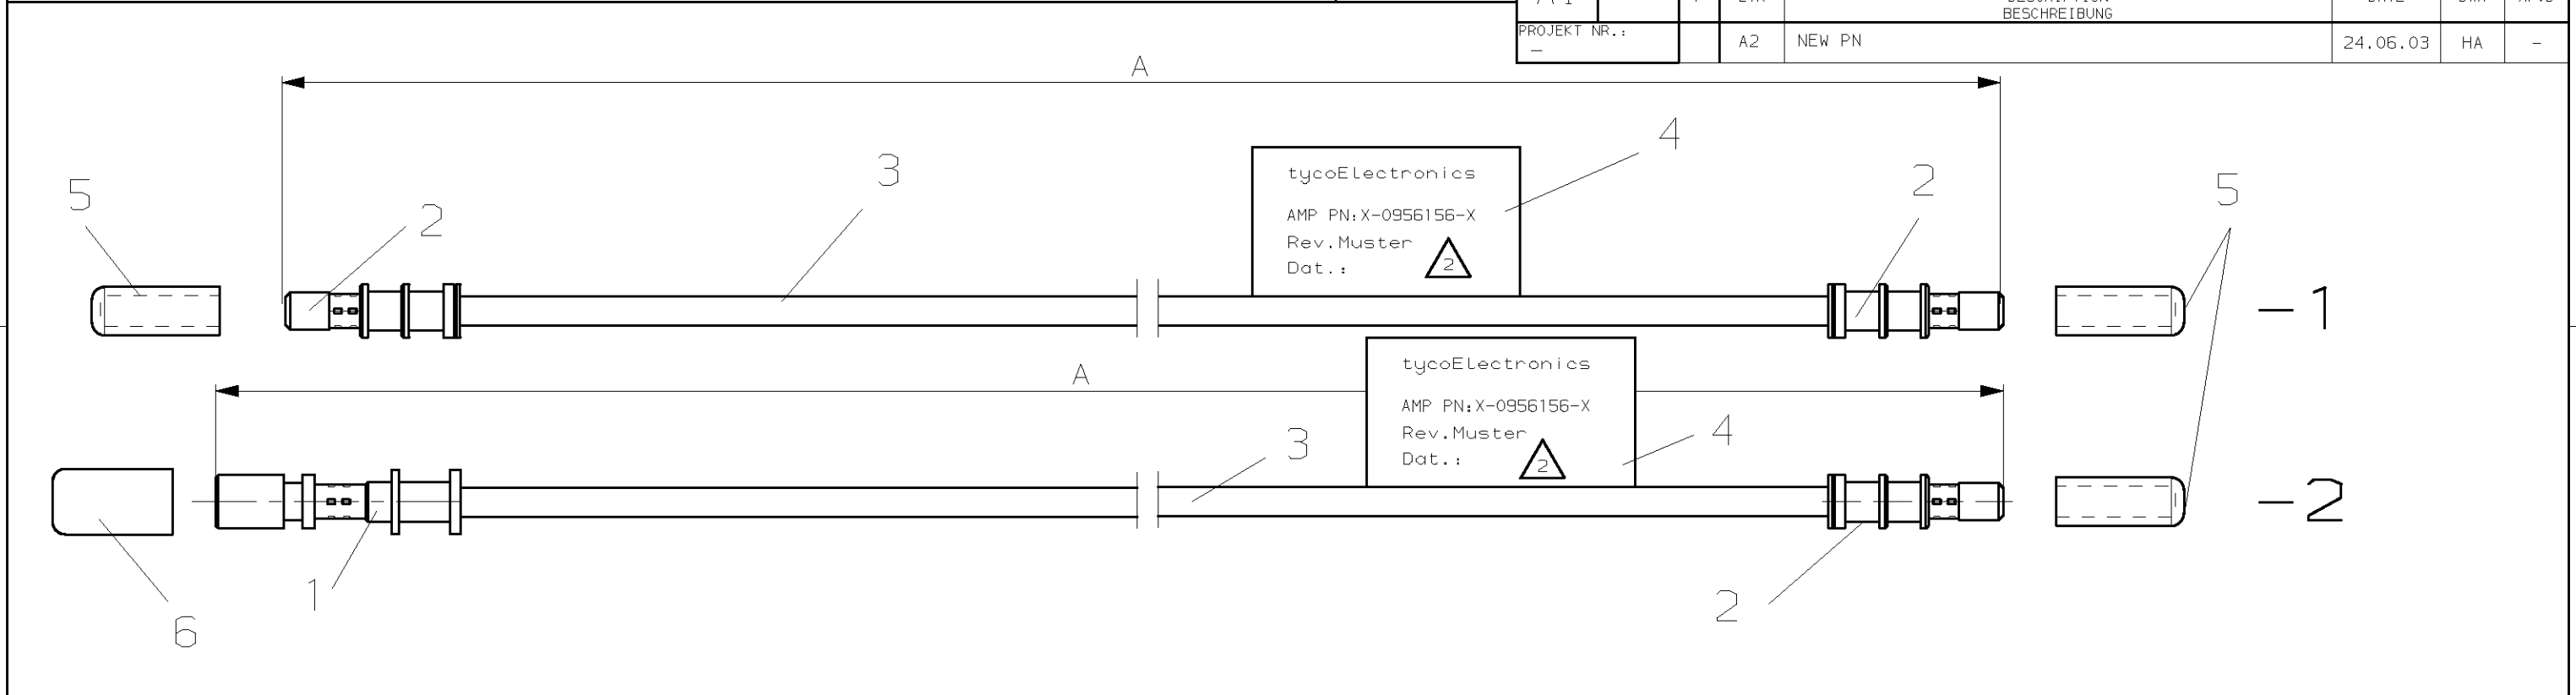 BESCHREIBUNG
PROJEKT NR.:
–
A2 NEW PN 24.06.03 HA –
A
4
3
2
5
5
2
tycoElectronics
AMP PN:X-0956156-X
Rev.Muster
Dat.: 2
–1
A
tycoElectronics
AMP PN:X-0956156-X
Rev.Muster
Dat.: 2
4
3
–2
1
2
6